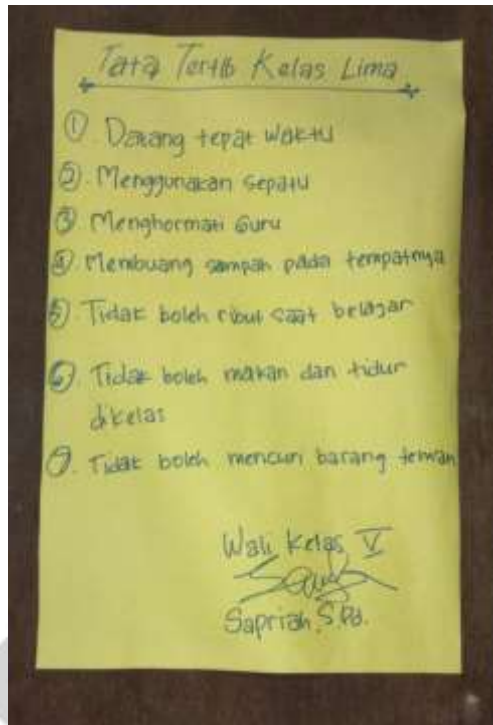 Tata Tertib Kelas Lima
① Datang tepat waktu
②. Menggunakan sepatu
③ Menghormati Guru
④ Membuang sampah pada tempatnya
⑤ Tidak boleh ribut saat belajar
⑥. Tidak boleh makan dan tidur
dikelas
⑦. Tidak boleh mencuri barang teman
Wali Kelas V
Sapriah, S.Pd.